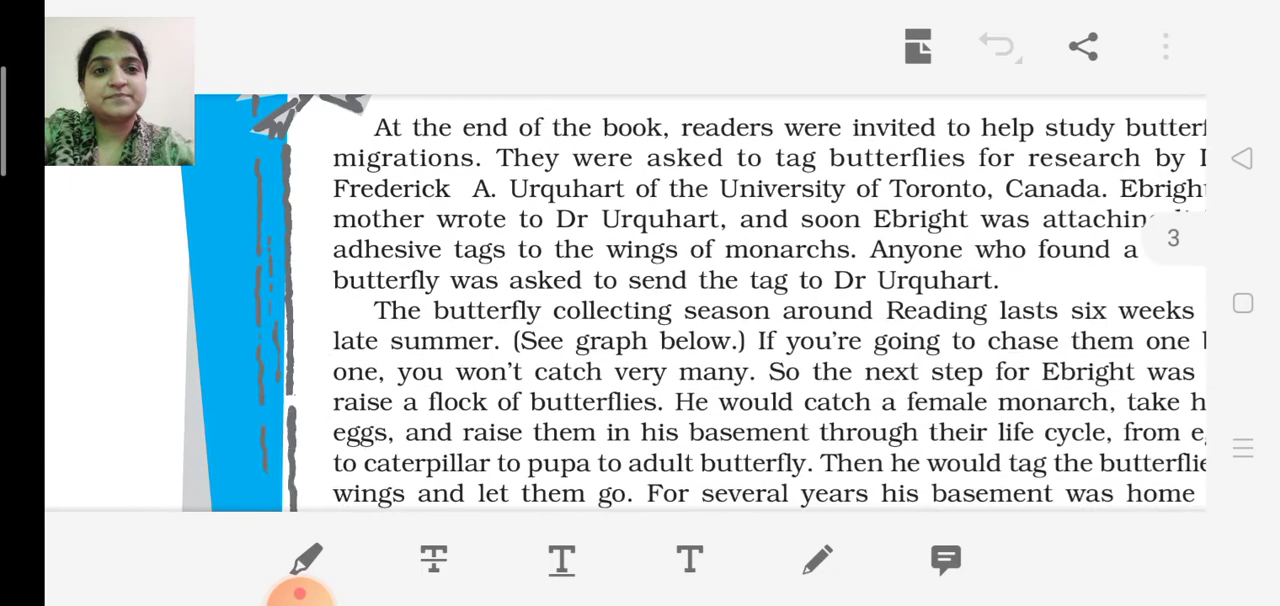 At the end of the book, readers were invited to help study
migrations. They were asked to tag butterflies for research by
Frederick A. Urquhart of the University of Toronto, Canada.
mother wrote to Dr Urquhart, and soon Ebright was
adhesive tags to the wings of monarchs. Anyone who found a
3
butterfly was asked to send the tag to Dr Urquhart.
The butterfly collecting season around Reading lasts six weeks
late summer. (See graph below.) If you're going to chase them one
one, you won't catch very many. So the next step for Ebright was
raise a flock of butterflies. He would catch a female monarch, take
eggs, and raise them in his basement through their life cycle, from
to caterpillar to pupa to adult butterfly. Then he would tag the
wings and let them go. For several years his basement was home
T
T
T